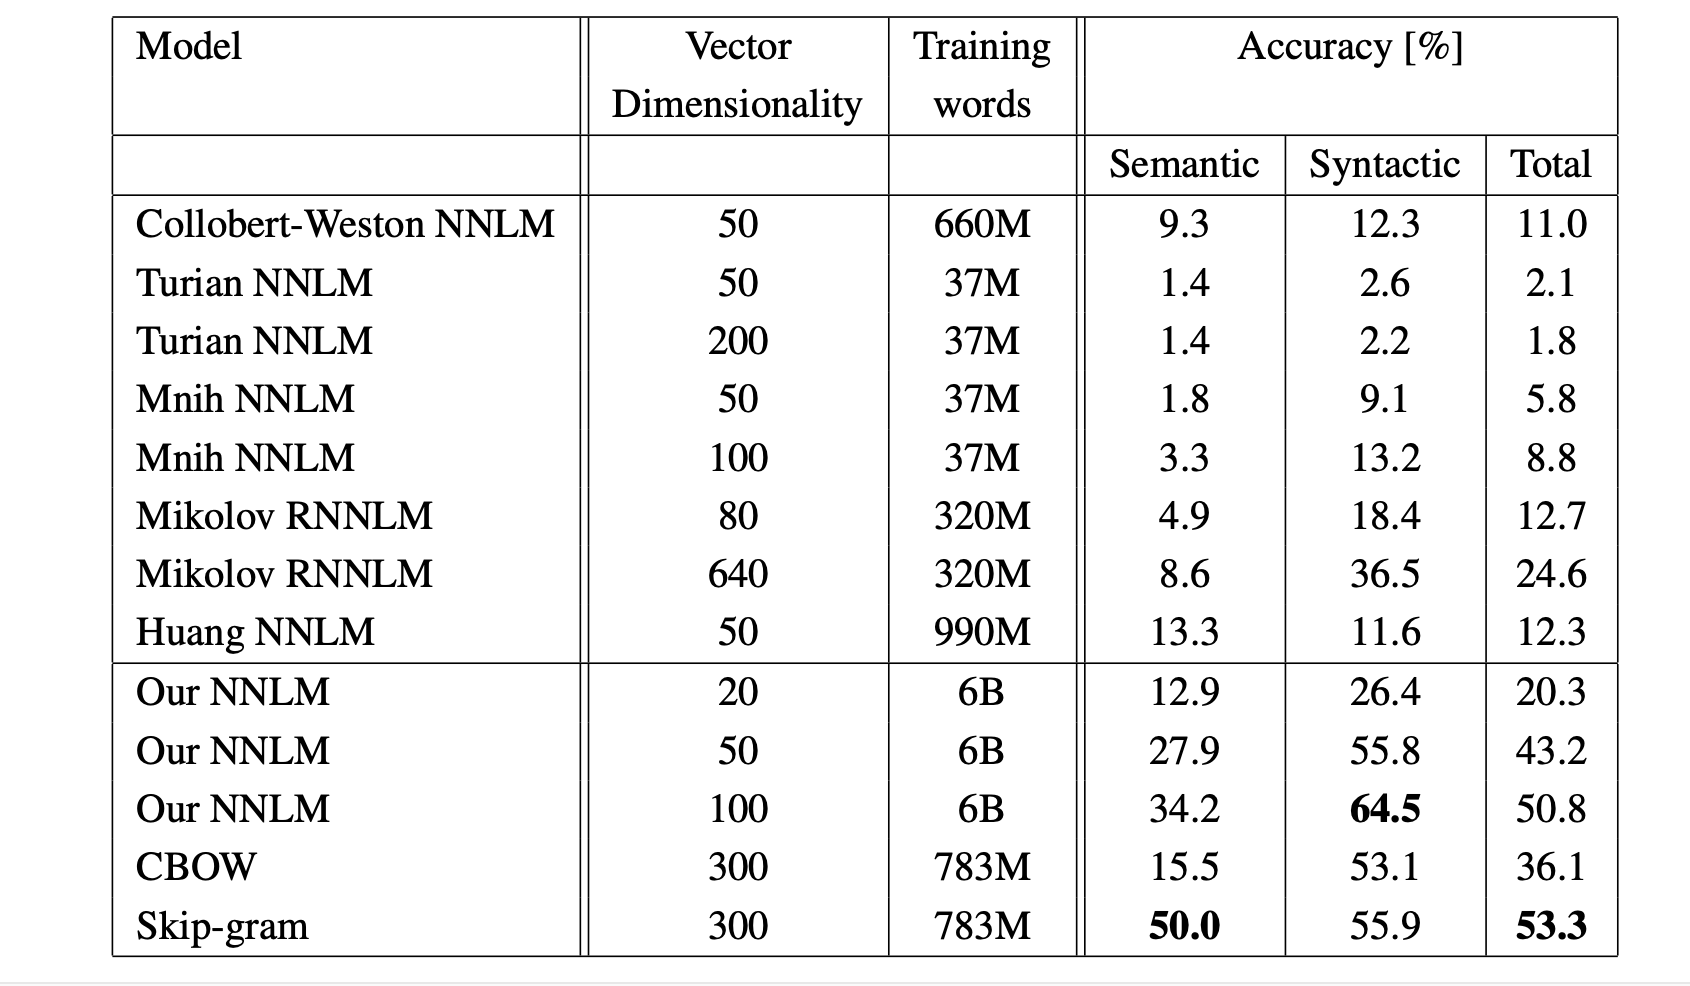 Model Vector Training Accuracy [%]
Dimensionality words
Semantic Syntactic Total
Collobert-Weston NNLM 50 660M 9.3 12.3 11.0
Turian NNLM 50 37M 1.4 2.6 2.1
Turian NNLM 200 37M 1.4 2.2 1.8
Mnih NNLM 50 37M 1.8 9.1 5.8
Mnih NNLM 100 37M 3.3 13.2 8.8
Mikolov RNNLM 80 320M 4.9 18.4 12.7
Mikolov RNNLM 640 320M 8.6 36.5 24.6
Huang NNLM 50 990M 13.3 11.6 12.3
Our NNLM 20 6B 12.9 26.4 20.3
Our NNLM 50 6B 27.9 55.8 43.2
Our NNLM 100 6B 34.2 64.5 50.8
CBOW 300 783M 15.5 53.1 36.1
Skip-gram 300 783M 50.0 55.9 53.3